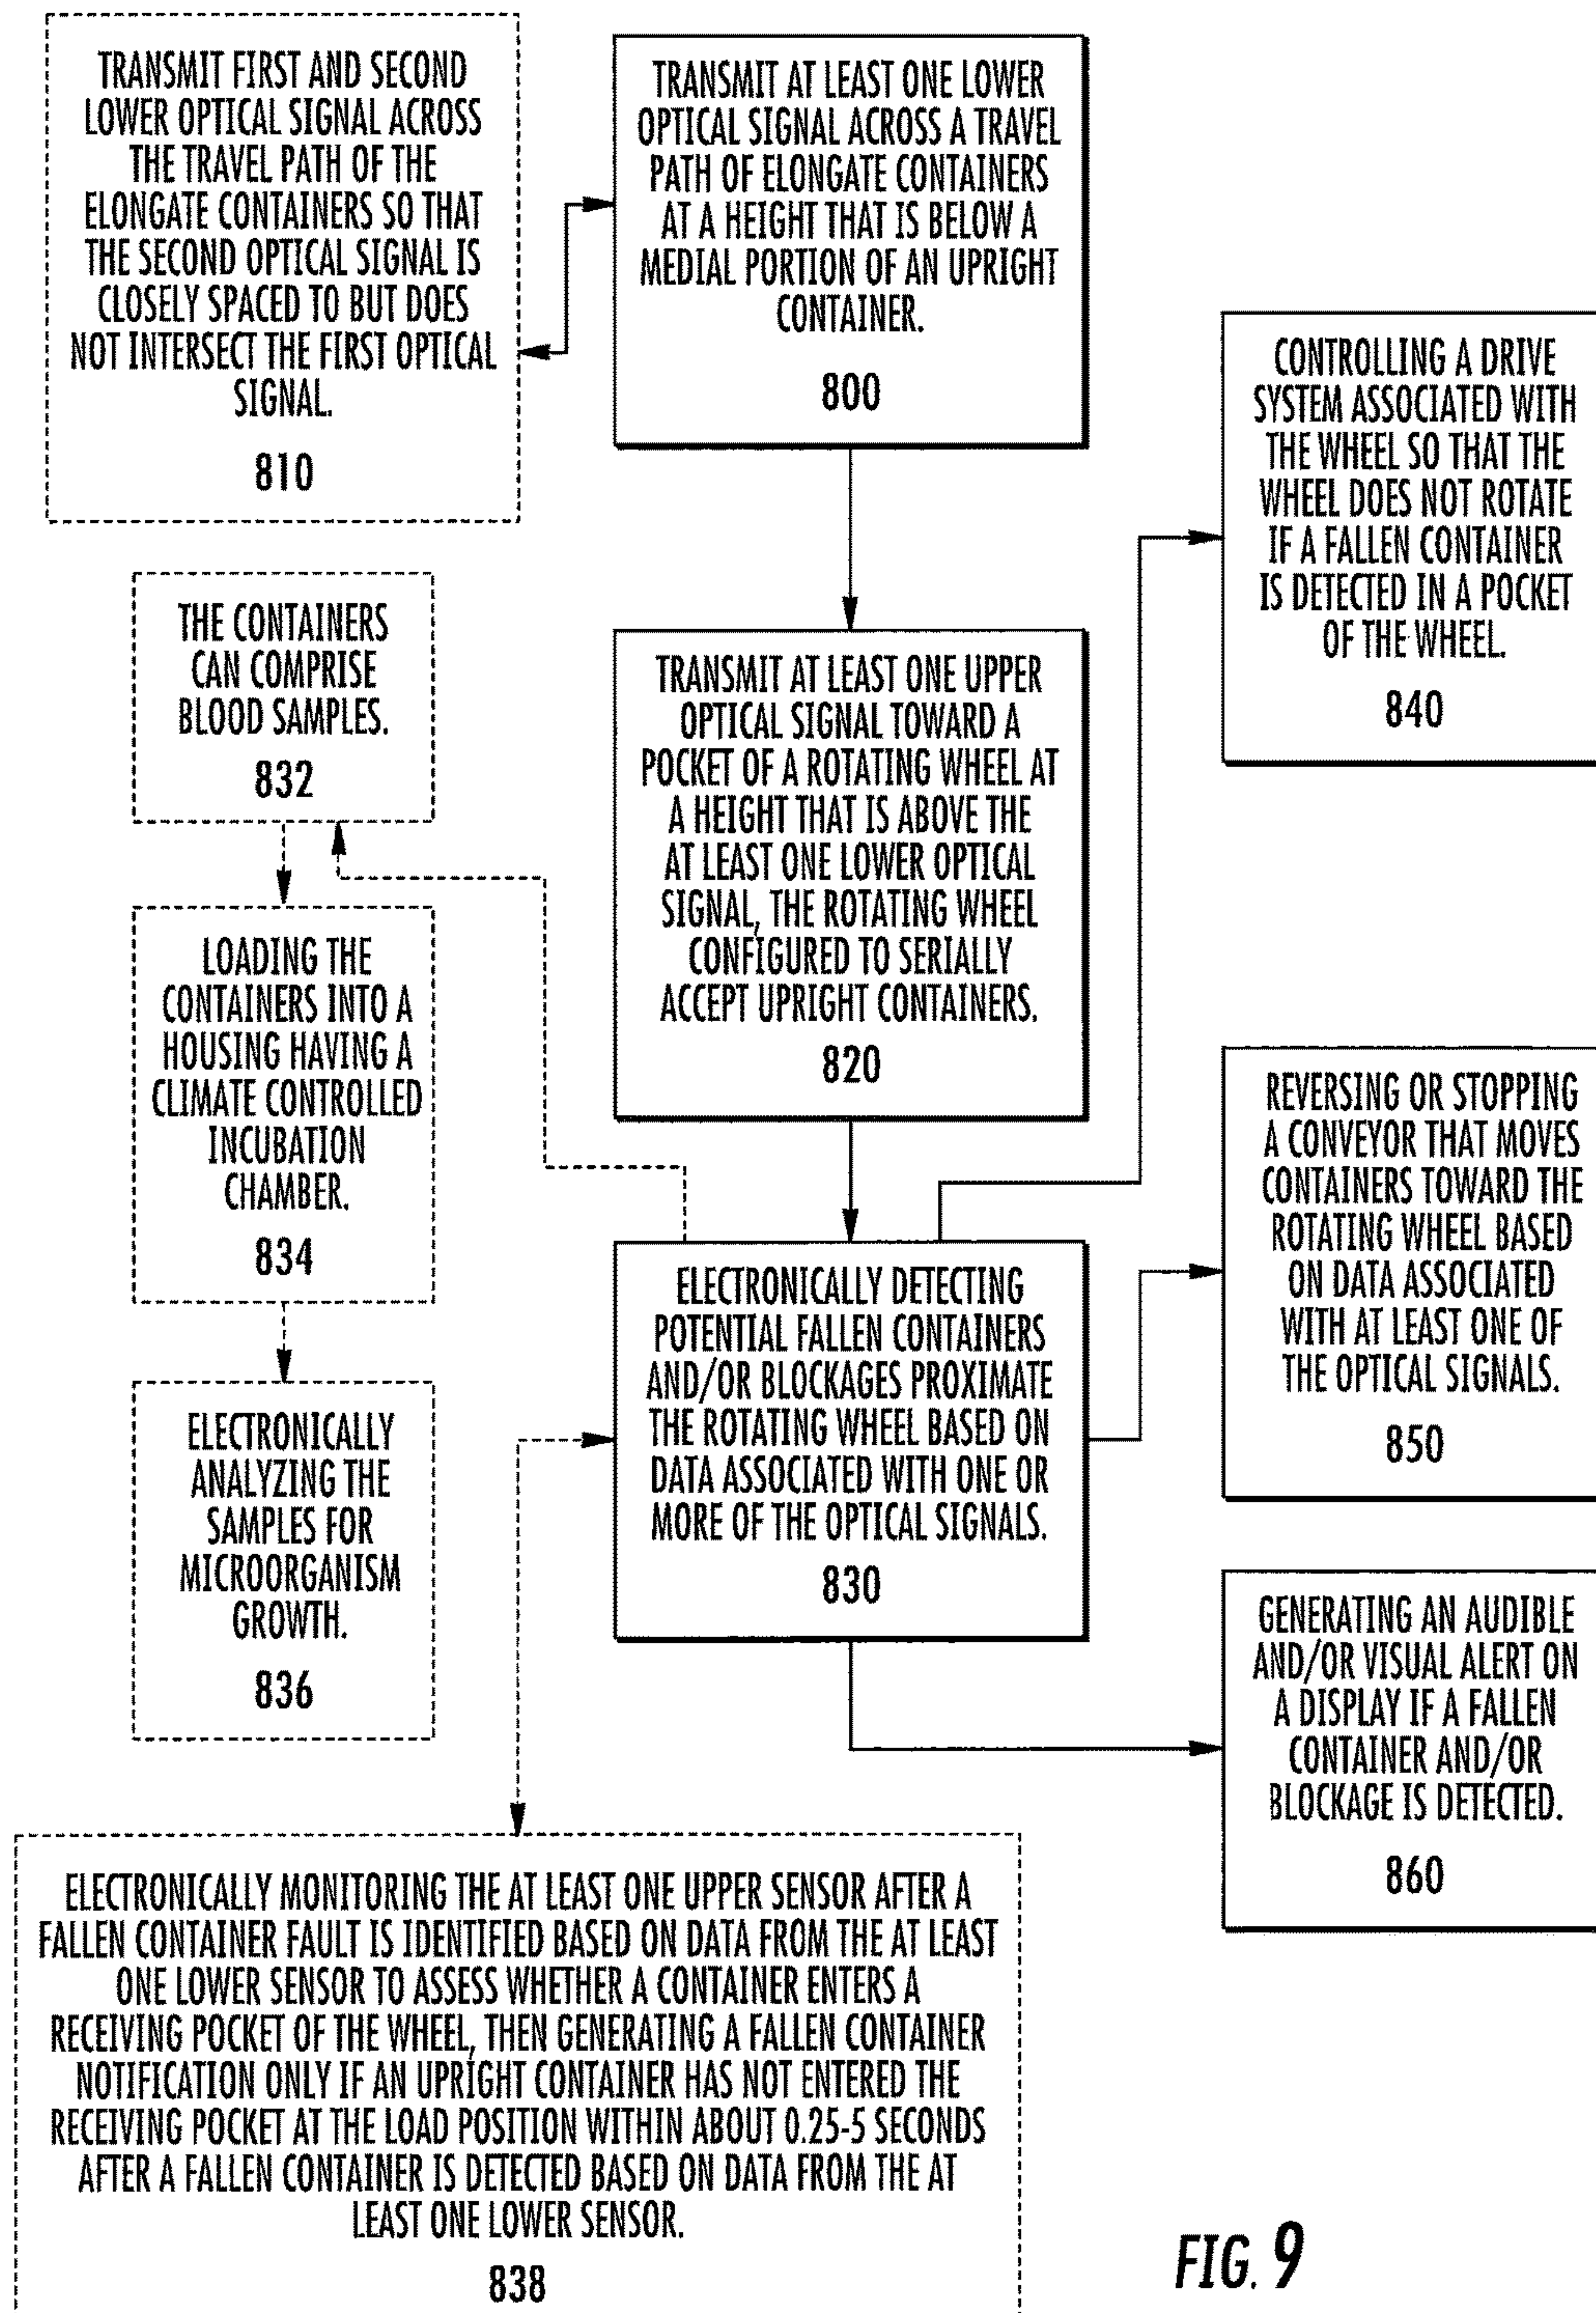 TRANSMIT FIRST AND SECOND
LOWER OPTICAL SIGNAL ACROSS
THE TRAVEL PATH OF THE
ELONGATE CONTAINERS SO THAT
THE SECOND OPTICAL SIGNAL IS
CLOSELY SPACED TO BUT DOES
NOT INTERSECT THE FIRST OPTICAL
SIGNAL.
810
TRANSMIT AT LEAST ONE LOWER
OPTICAL SIGNAL ACROSS A TRAVEL
PATH OF ELONGATE CONTAINERS
AT A HEIGHT THAT IS BELOW A
MEDIAL PORTION OF AN UPRIGHT
CONTAINER.
800
CONTROLLING A DRIVE
SYSTEM ASSOCIATED WITH
THE WHEEL SO THAT THE
WHEEL DOES NOT ROTATE
IF A FALLEN CONTAINER
IS DETECTED IN A POCKET
OF THE WHEEL.
840
THE CONTAINERS
CAN COMPRISE
BLOOD SAMPLES.
832
TRANSMIT AT LEAST ONE UPPER
OPTICAL SIGNAL TOWARD A
POCKET OF A ROTATING WHEEL AT
A HEIGHT THAT IS ABOVE THE
AT LEAST ONE LOWER OPTICAL
SIGNAL, THE ROTATING WHEEL
CONFIGURED TO SERIALLY
ACCEPT UPRIGHT CONTAINERS.
820
LOADING THE
CONTAINERS INTO A
HOUSING HAVING A
CLIMATE CONTROLLED
INCUBATION
CHAMBER.
834
REVERSING OR STOPPING
A CONVEYOR THAT MOVES
CONTAINERS TOWARD THE
ROTATING WHEEL BASED
ON DATA ASSOCIATED
WITH AT LEAST ONE OF
THE OPTICAL SIGNALS.
850
ELECTRONICALLY DETECTING
POTENTIAL FALLEN CONTAINERS
AND/OR BLOCKAGES PROXIMATE
THE ROTATING WHEEL BASED ON
DATA ASSOCIATED WITH ONE OR
MORE OF THE OPTICAL SIGNALS.
830
ELECTRONICALLY
ANALYZING THE
SAMPLES FOR
MICROORGANISM
GROWTH.
836
GENERATING AN AUDIBLE
AND/OR VISUAL ALERT ON
A DISPLAY IF A FALLEN
CONTAINER AND/OR
BLOCKAGE IS DETECTED.
860
ELECTRONICALLY MONITORING THE AT LEAST ONE UPPER SENSOR AFTER A
FALLEN CONTAINER FAULT IS IDENTIFIED BASED ON DATA FROM THE AT LEAST
ONE LOWER SENSOR TO ASSESS WHETHER A CONTAINER ENTERS A
RECEIVING POCKET OF THE WHEEL, THEN GENERATING A FALLEN CONTAINER
NOTIFICATION ONLY IF AN UPRIGHT CONTAINER HAS NOT ENTERED THE
RECEIVING POCKET AT THE LOAD POSITION WITHIN ABOUT 0.25-5 SECONDS
AFTER A FALLEN CONTAINER IS DETECTED BASED ON DATA FROM THE AT
LEAST ONE LOWER SENSOR.
838
FIG. 9